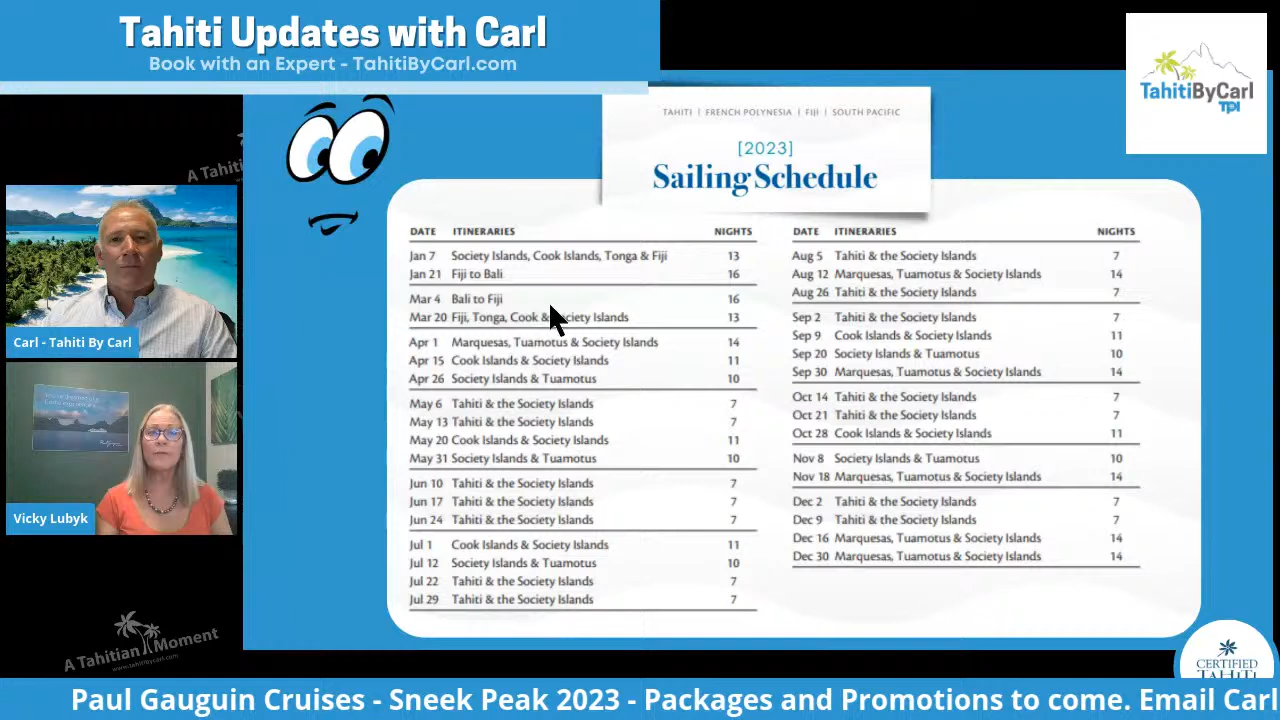 Tahiti Updates with Carl
Book with an Expert - TahitiByCarl.com
TahitiByCarl
TPI
TAHITI | FRENCH POLYNESIA | FIJI | SOUTH PACIFIC
[2023]
Sailing Schedule
A Tahitian
DATE ITINERARIES NIGHTS
Jan 7 Society Islands, Cook Islands, Tonga & Fiji 13
Jan 21 Fiji to Bali 16
Mar 4 Bali to Fiji 16
Mar 20 Fiji, Tonga, Cook & Society Islands 13
Apr 1 Marquesas, Tuamotus & Society Islands 14
Apr 15 Cook Islands & Society Islands 11
Apr 26 Society Islands & Tuamotus 10
May 6 Tahiti & the Society Islands 7
May 13 Tahiti & the Society Islands 7
May 20 Cook Islands & Society Islands 11
May 31 Society Islands & Tuamotus 10
Jun 10 Tahiti & the Society Islands 7
Jun 17 Tahiti & the Society Islands 7
Jun 24 Tahiti & the Society Islands 7
Jul 1 Cook Islands & Society Islands 11
Jul 12 Society Islands & Tuamotus 10
Jul 22 Tahiti & the Society Islands 7
Jul 29 Tahiti & the Society Islands 7
DATE ITINERARIES NIGHTS
Aug 5 Tahiti & the Society Islands 7
Aug 12 Marquesas, Tuamotus & Society Islands 14
Aug 26 Tahiti & the Society Islands 7
Sep 2 Tahiti & the Society Islands 7
Sep 9 Cook Islands & Society Islands 11
Sep 20 Society Islands & Tuamotus 10
Sep 30 Marquesas, Tuamotus & Society Islands 14
Oct 14 Tahiti & the Society Islands 7
Oct 21 Tahiti & the Society Islands 7
Oct 28 Cook Islands & Society Islands 11
Nov 8 Society Islands & Tuamotus 10
Nov 18 Marquesas, Tuamotus & Society Islands 14
Dec 2 Tahiti & the Society Islands 7
Dec 9 Tahiti & the Society Islands 7
Dec 16 Marquesas, Tuamotus & Society Islands 14
Dec 30 Marquesas, Tuamotus & Society Islands 14
Carl - Tahiti By Carl
Vicky Lubyk
A Tahitian Moment
www.tahitibycarl.com
CERTIFIED
TAHITI
Paul Gauguin Cruises - Sneek Peak 2023 - Packages and Promotions to come. Email Carl